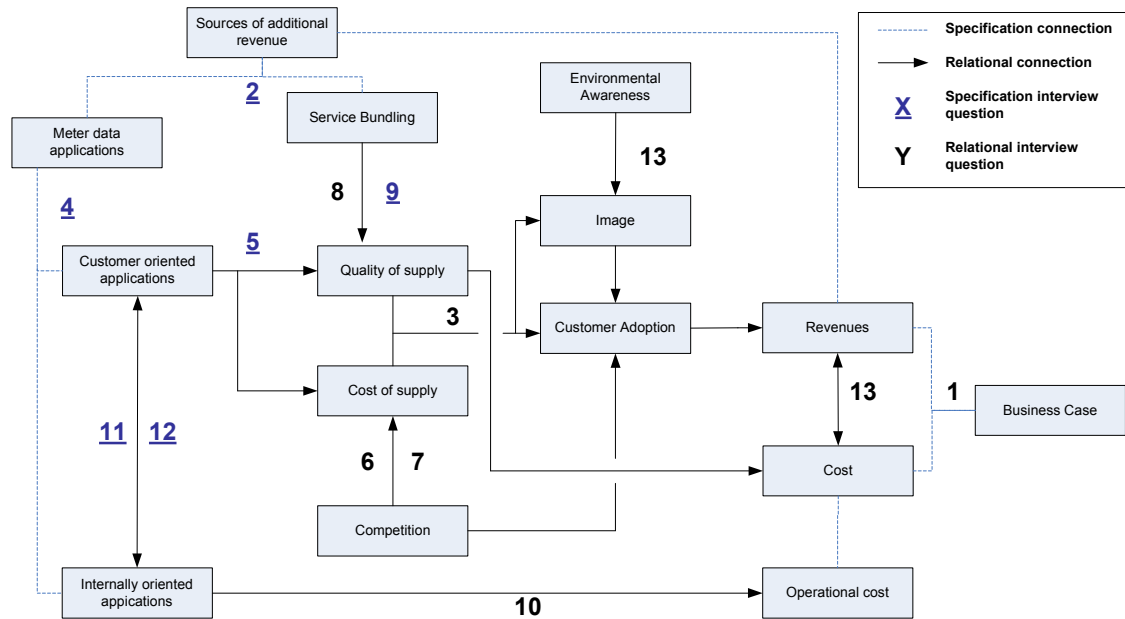 Sources of additional
revenue
Specification connection
Relational connection
X
Specification interview
question
Y
Relational interview
question
2
Environmental
Awareness
Service Bundling
Meter data
applications
13
8
9
4
Image
5
Customer oriented
applications
Quality of supply
3
Customer Adoption
Revenues
Cost of supply
13
1
Business Case
11
12
6
7
Cost
Competition
Internally oriented
appications
Operational cost
10